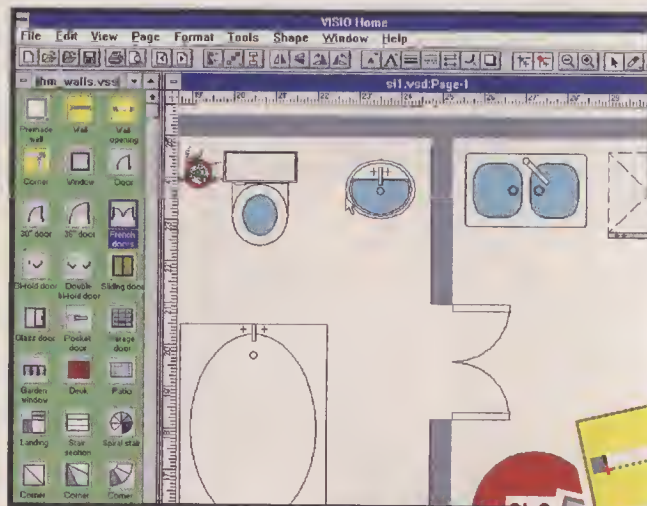 VISIO Home
File Edit View Page Format Tools Shape Window Help
hm_walls.vss
si1.vsd:Page-1
Premade wall
Wall
Wall opening
Corner
Window
Door
30" door
36" door
French doors
Bi-fold door
Double bi-fold door
Sliding door
Glass door
Pocket door
Garage door
Garden window
Deck
Patio
Landing
Stair section
Spiral stair
Corner
Corner
Corner